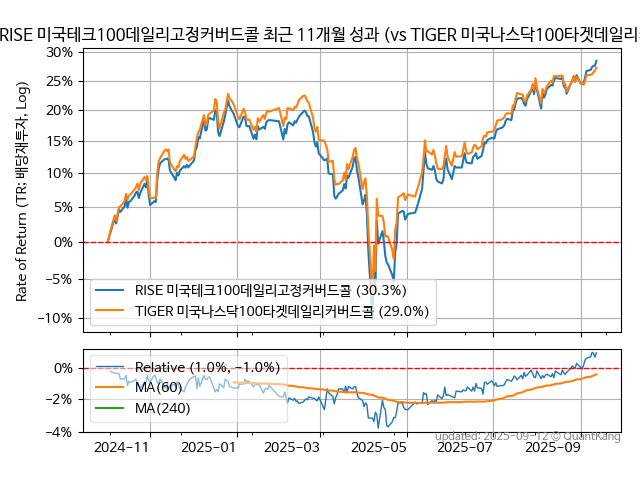 RISE 미국테크100데일리고정커버드콜 최근 11개월 성과 (vs TIGER 미국나스닥100타겟데일리
30%
25%
20%
15%
10%
5%
0%
−5%
−10%
Rate of Return (TR: 배당재투자, Log)
RISE 미국테크100데일리고정커버드콜 (30.3%)
TIGER 미국나스닥100타겟데일리커버드콜 (29.0%)
0%
−2%
−4%
Relative (1.0%, −1.0%)
MA(60)
MA(240)
2024−11
2025−01
2025−03
2025−05
2025−07
2025−09
updated: 2025−09−12 © QuantKang